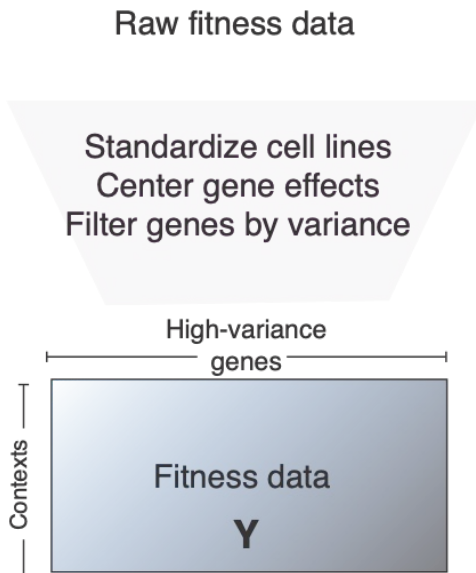 Raw fitness data
Standardize cell lines
Center gene effects
Filter genes by variance
High-variance
genes
Contexts
Fitness data
Y